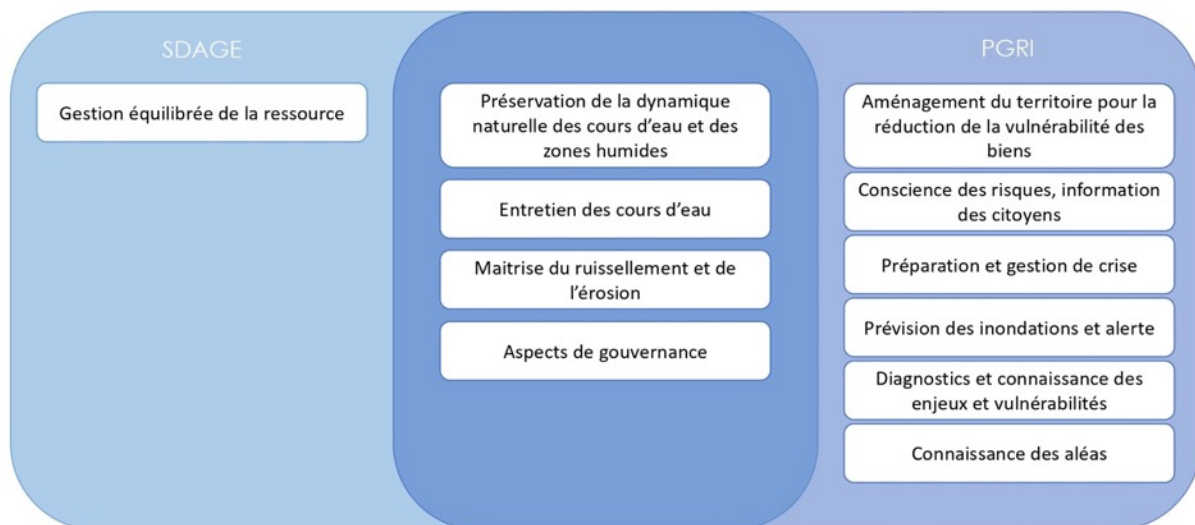 SDAGE
Gestion équilibrée de la ressource
Préservation de la dynamique
naturelle des cours d'eau et des
zones humides
Entretien des cours d'eau
Maitrise du ruissellement et de
l'érosion
Aspects de gouvernance
PGRI
Aménagement du territoire pour la
réduction de la vulnérabilité des
biens
Conscience des risques, information
des citoyens
Préparation et gestion de crise
Prévision des inondations et alerte
Diagnostics et connaissance des
enjeux et vulnérabilités
Connaissance des aléas